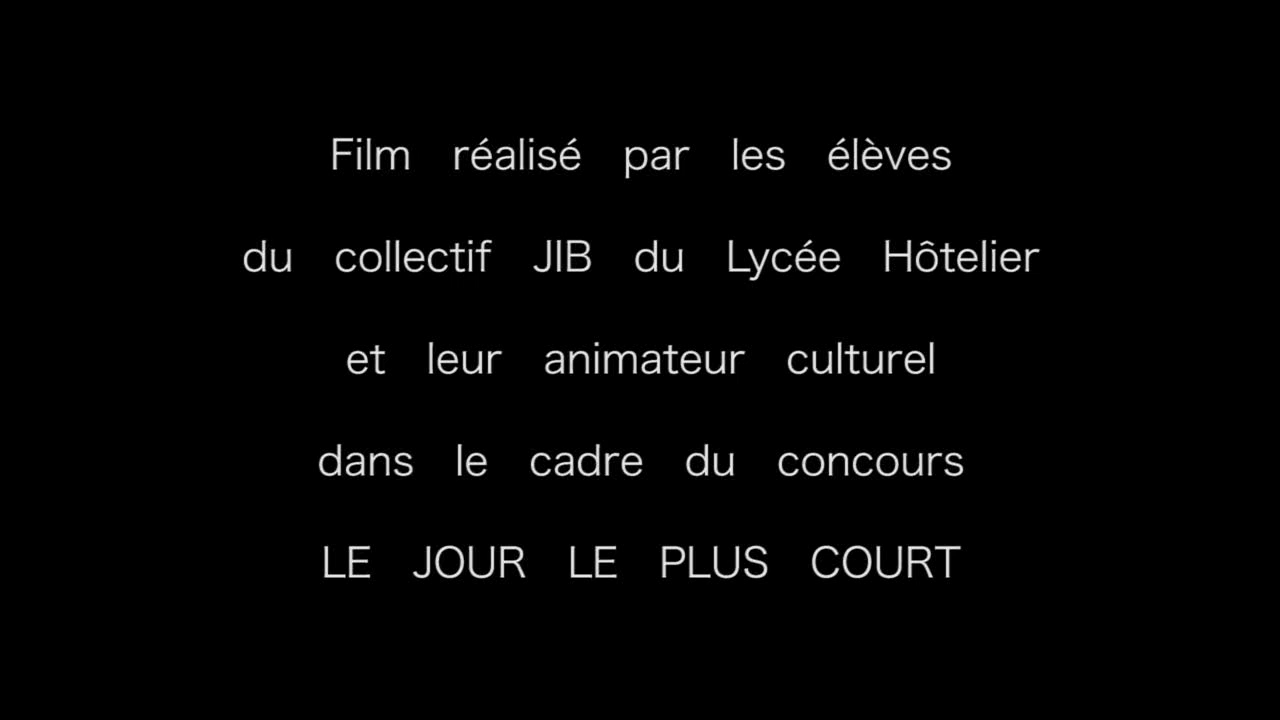 Film réalisé par les élèves
du collectif JIB du Lycée Hôtelier
et leur animateur culturel
dans le cadre du concours
LE JOUR LE PLUS COURT